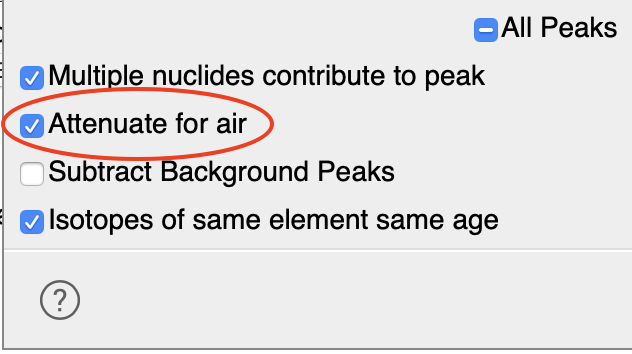 All Peaks
Multiple nuclides contribute to peak
Attenuate for air
Subtract Background Peaks
Isotopes of same element same age
?